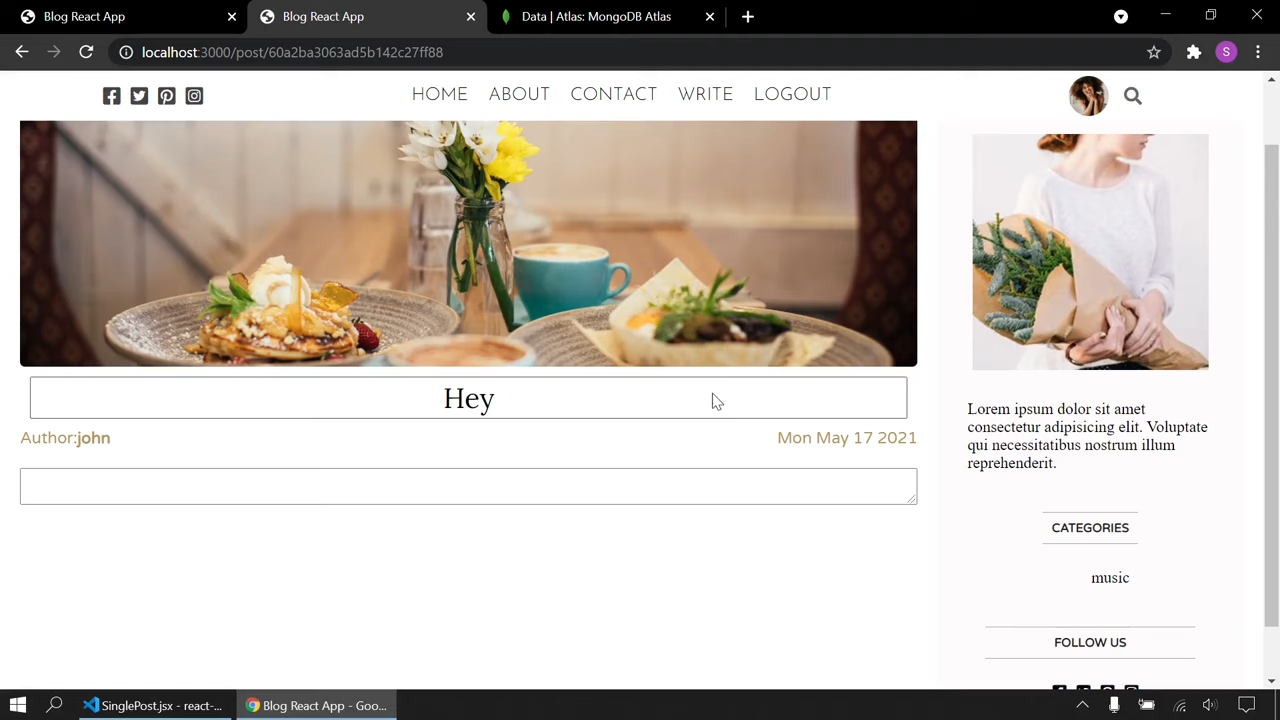 Blog React App
Blog React App
Data | Atlas: MongoDB Atlas
localhost:3000/post/60a2ba3063ad5b142c27ff88
S
HOME ABOUT CONTACT WRITE LOGOUT
Hey
Author:john
Mon May 17 2021
Lorem ipsum dolor sit amet
consectetur adipisicing elit. Voluptate
qui necessitatibus nostrum illum
reprehenderit.
CATEGORIES
music
FOLLOW US
SinglePost.jsx - react-...
Blog React App - Goo...